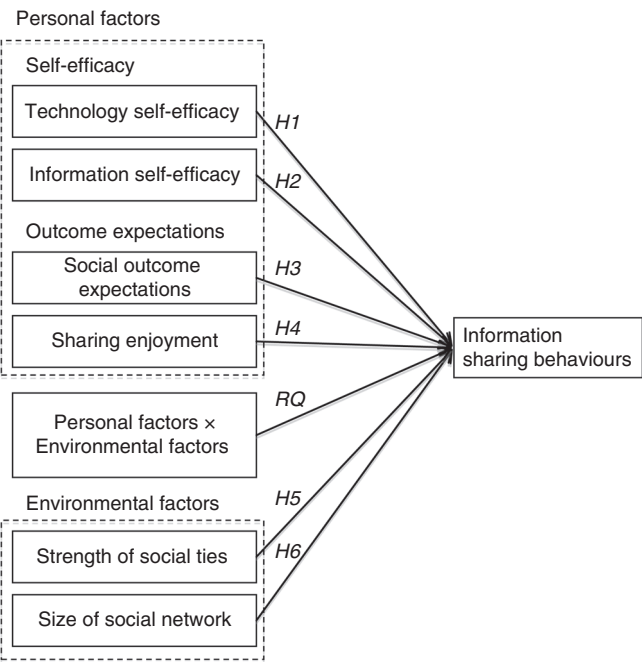 Personal factors
Self-efficacy
Technology self-efficacy
H1
Information self-efficacy
H2
Outcome expectations
Social outcome
expectations
H3
Sharing enjoyment
H4
Information
sharing behaviours
Personal factors ×
Environmental factors
RQ
Environmental factors
Strength of social ties
H5
Size of social network
H6